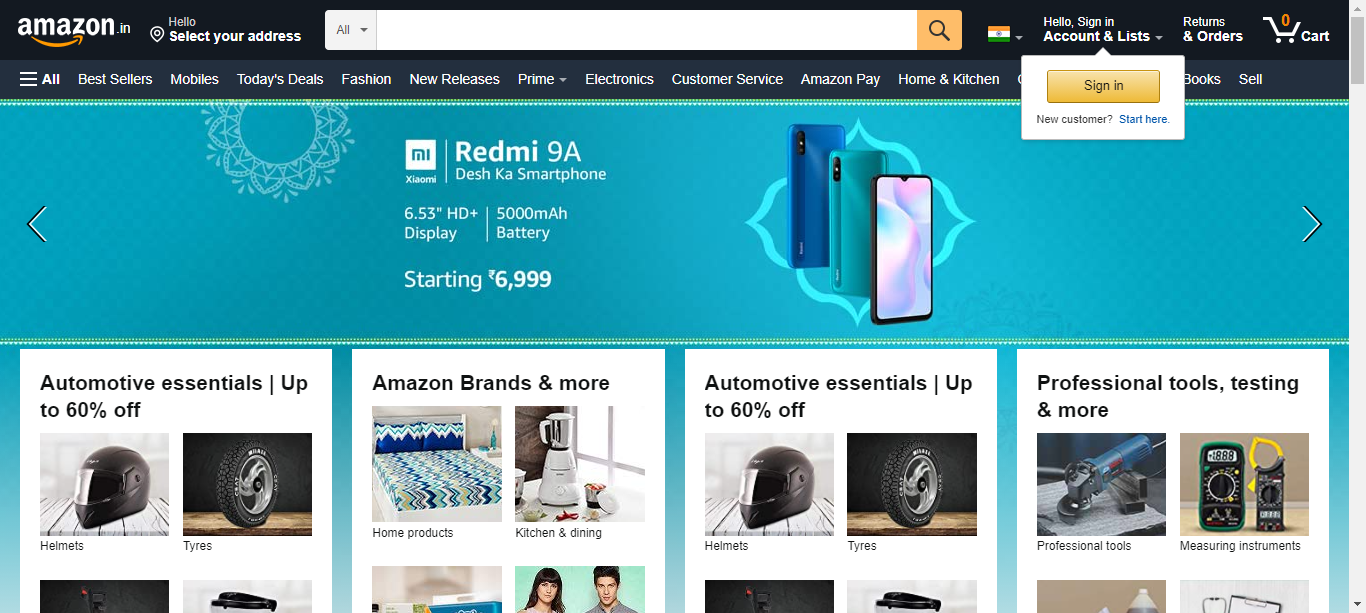 amazon.in
Hello
Select your address
All
Hello, Sign in
Account & Lists
Returns
& Orders
0
Cart
All
Best Sellers
Mobiles
Today's Deals
Fashion
New Releases
Prime
Electronics
Customer Service
Amazon Pay
Home & Kitchen
Books
Sell
Sign in
New customer? Start here.
mi
Xiaomi
Redmi 9A
Desh Ka Smartphone
6.53" HD+
Display
5000mAh
Battery
Starting ₹6,999
Automotive essentials | Up
to 60% off
Helmets
Tyres
Amazon Brands & more
Home products
Kitchen & dining
Automotive essentials | Up
to 60% off
Helmets
Tyres
Professional tools, testing
& more
Professional tools
Measuring instruments